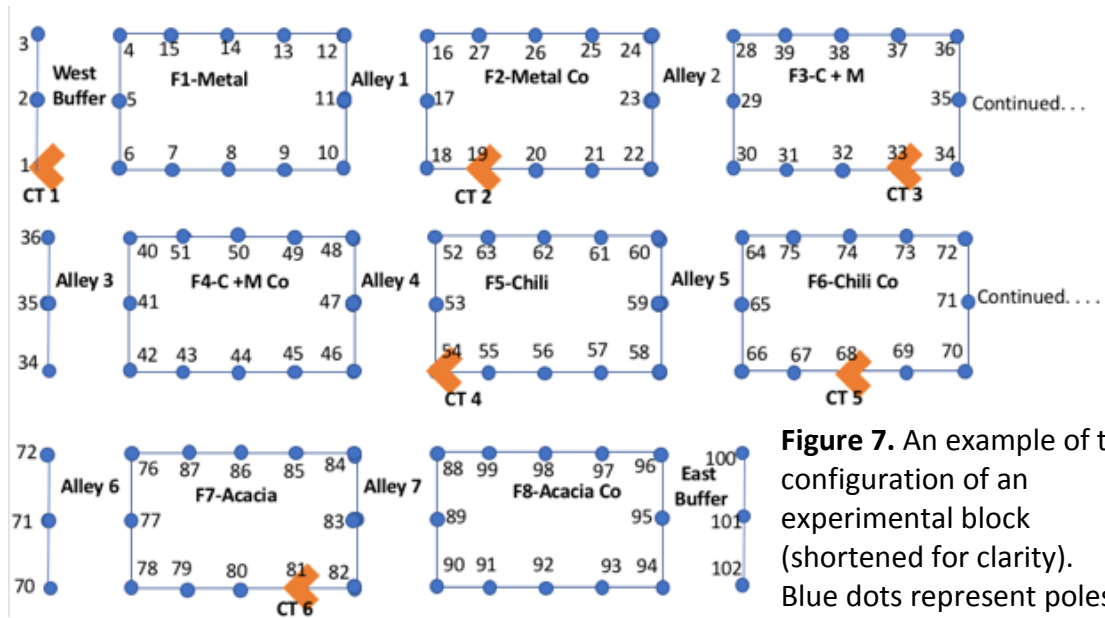 3 4 15 14 13 12 16 27 26 25 24 28 39 38 37 36
West Buffer F1-Metal Alley 1 F2-Metal Co Alley 2 F3-C + M
2 5 11 17 23 29 35 Continued. . .
1 6 7 8 9 10 18 19 20 21 22 30 31 32 33 34
CT 1 CT 2 CT 3
36 40 51 50 49 48 52 63 62 61 60 64 75 74 73 72
Alley 3 F4-C +M Co Alley 4 F5-Chili Alley 5 F6-Chili Co
35 41 47 53 59 65 71 Continued. . . .
34 42 43 44 45 46 54 55 56 57 58 66 67 68 69 70
CT 4 CT 5
72 76 87 86 85 84 88 99 98 97 96 100
Alley 6 F7-Acacia Alley 7 F8-Acacia Co East Buffer
71 77 83 89 95 101
70 78 79 80 81 82 90 91 92 93 94 102
CT 6
Figure 7. An example of t
configuration of an
experimental block
(shortened for clarity).
Blue dots represent poles